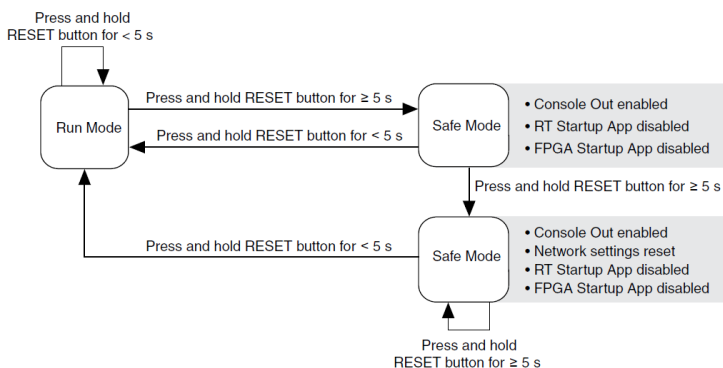 Press and hold
RESET button for < 5 s
Press and hold RESET button for ≥ 5 s
Run Mode
Press and hold RESET button for < 5 s
Safe Mode
• Console Out enabled
• RT Startup App disabled
• FPGA Startup App disabled
Press and hold RESET button for ≥ 5 s
Press and hold RESET button for < 5 s
Safe Mode
• Console Out enabled
• Network settings reset
• RT Startup App disabled
• FPGA Startup App disabled
Press and hold
RESET button for ≥ 5 s